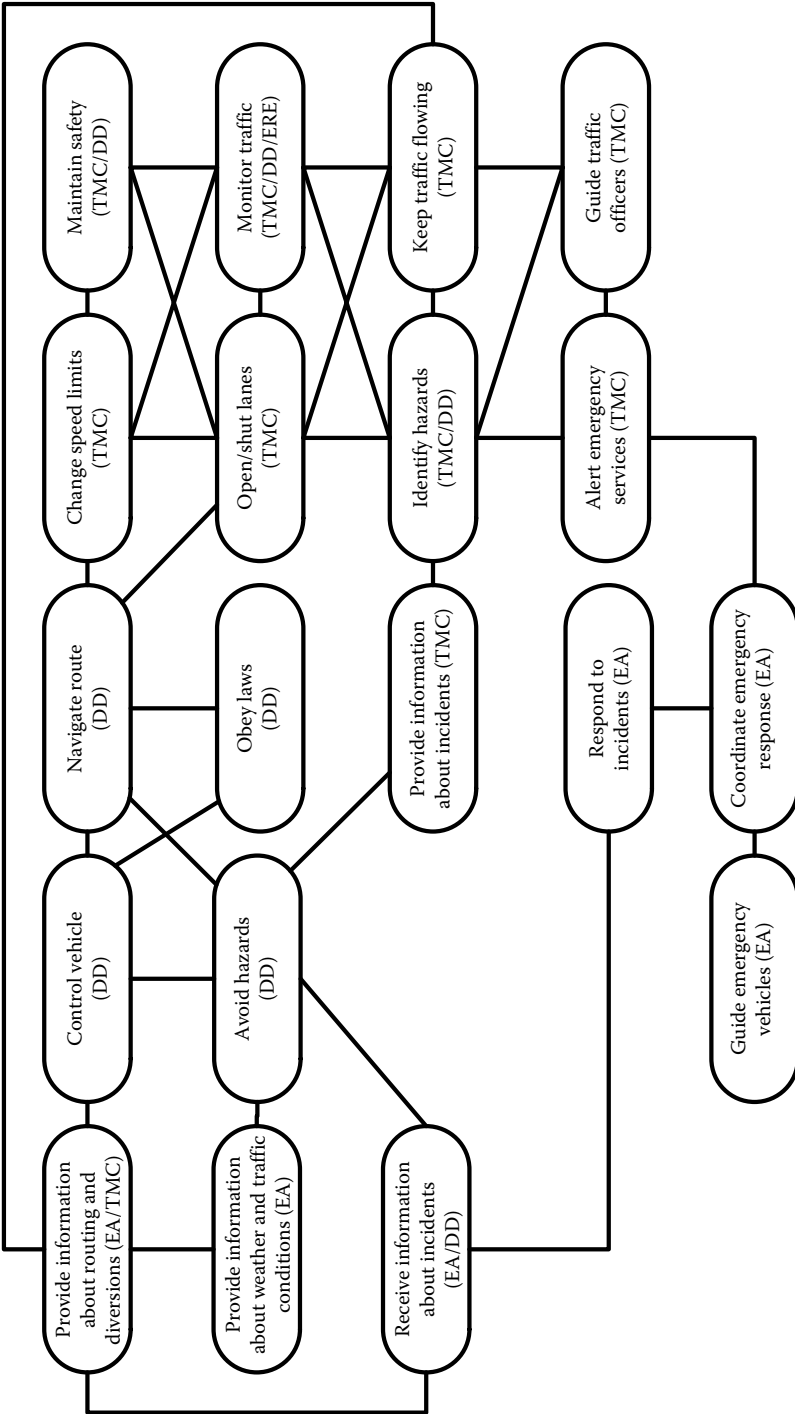 Provide information
about routing and
diversions (EA/TMC)
Control vehicle
(DD)
Navigate route
(DD)
Change speed limits
(TMC)
Maintain safety
(TMC/DD)
Provide information
about weather and traffic
conditions (EA)
Avoid hazards
(DD)
Obey laws
(DD)
Open/shut lanes
(TMC)
Monitor traffic
(TMC/DD/ERE)
Receive information
about incidents
(EA/DD)
Provide information
about incidents (TMC)
Identify hazards
(TMC/DD)
Keep traffic flowing
(TMC)
Respond to
incidents (EA)
Alert emergency
services (TMC)
Guide traffic
officers (TMC)
Guide emergency
vehicles (EA)
Coordinate emergency
response (EA)